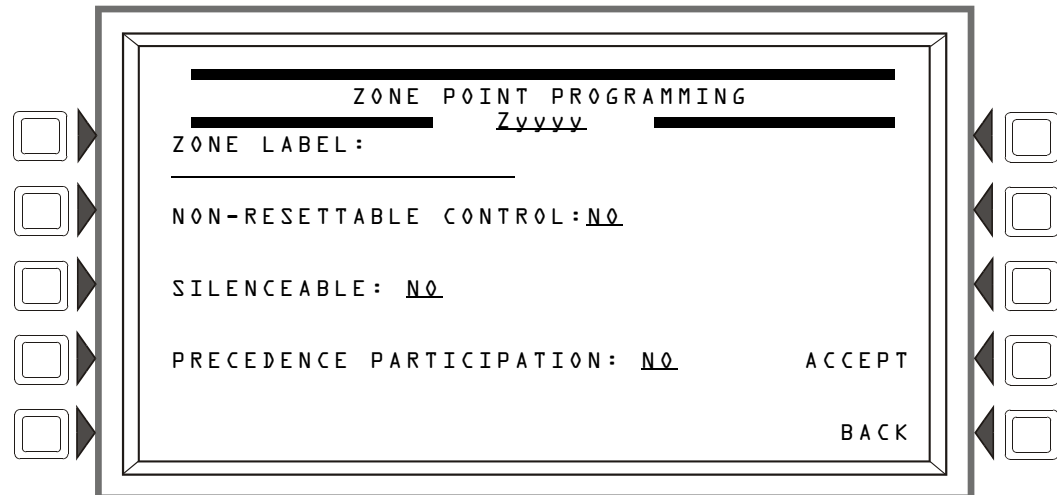 ZONE POINT PROGRAMMING
Zyyyy
ZONE LABEL:
NON-RESETTABLE CONTROL:NO
SILENCEABLE: NO
PRECEDENCE PARTICIPATION: NO
ACCEPT
BACK